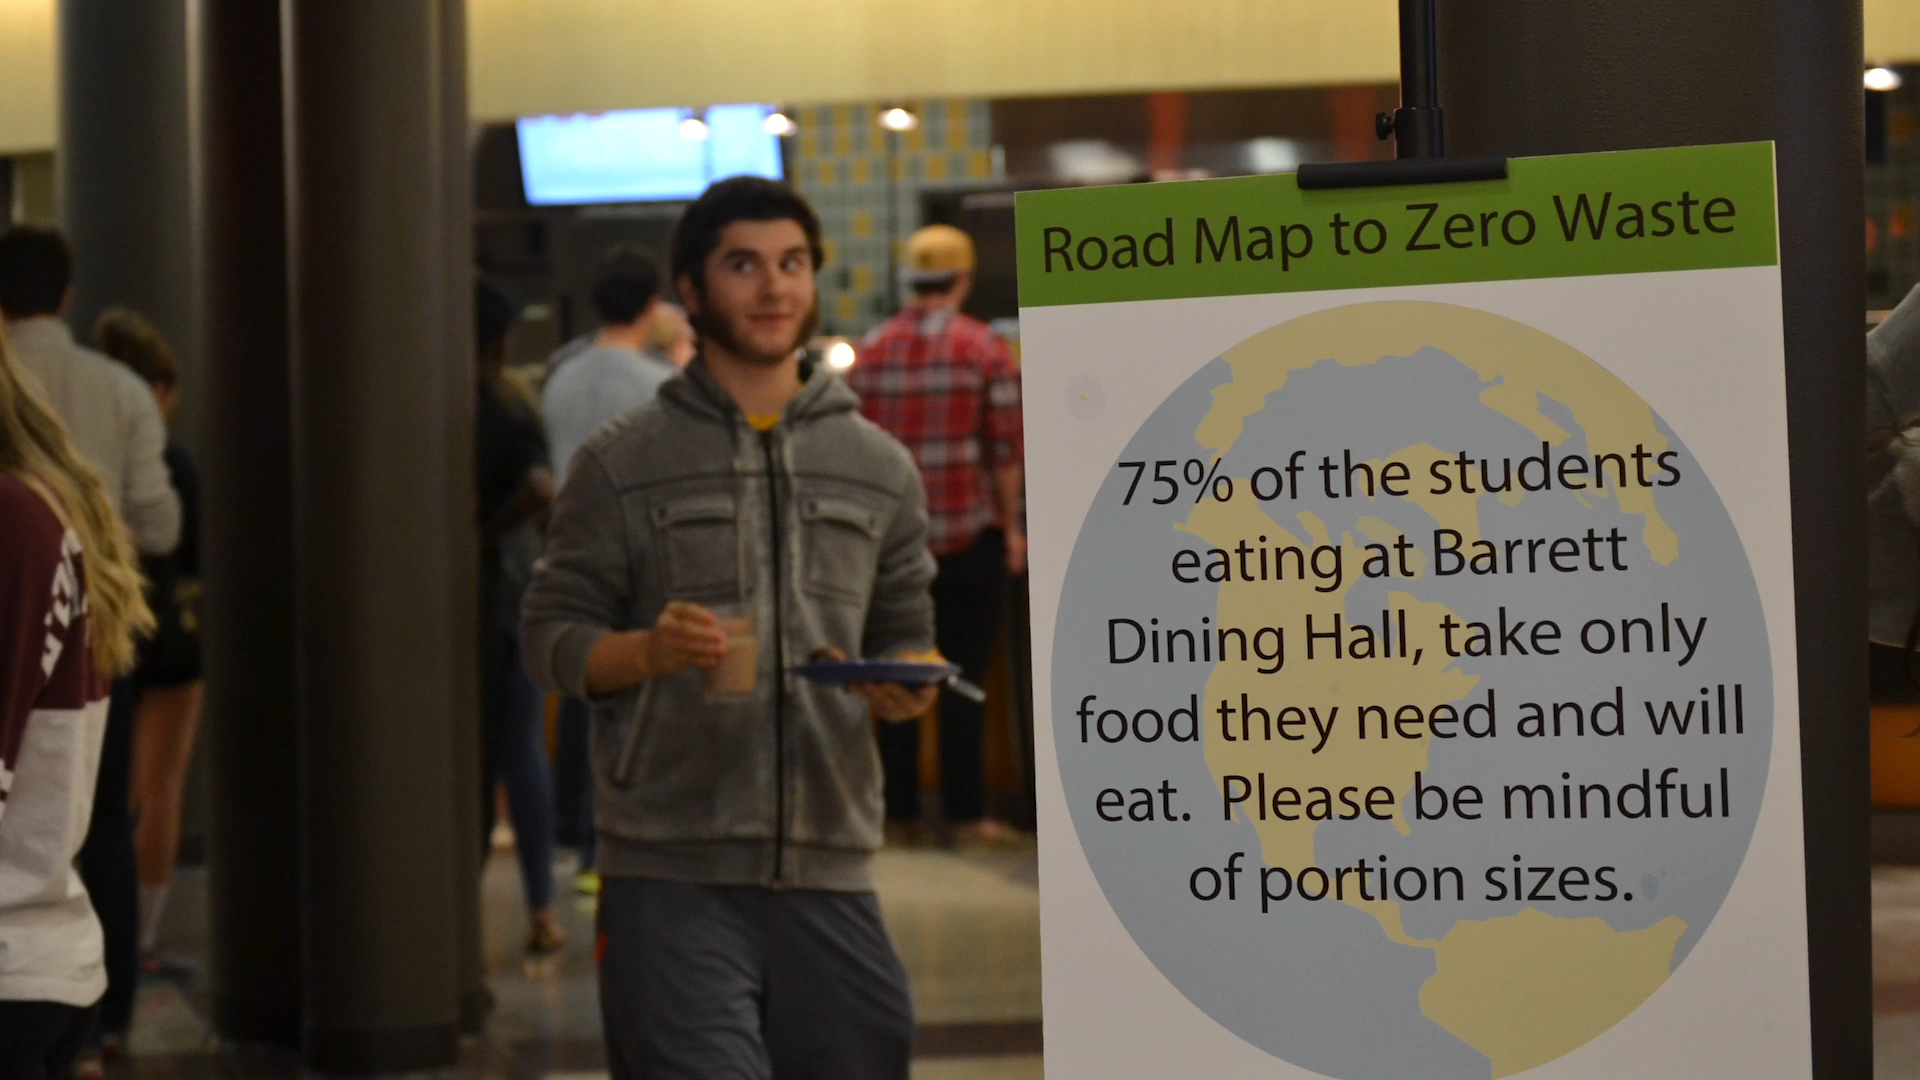 Road Map to Zero Waste
75% of the students
eating at Barrett
Dining Hall, take only
food they need and will
eat.  Please be mindful
of portion sizes.